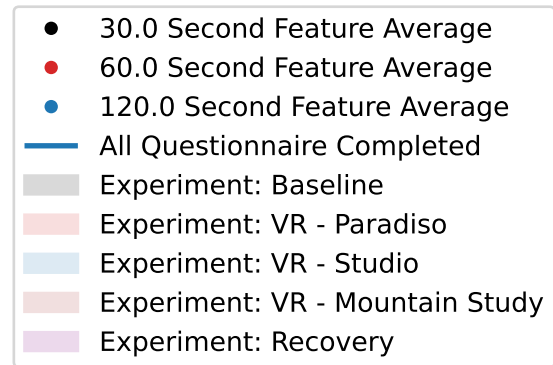 30.0 Second Feature Average
60.0 Second Feature Average
120.0 Second Feature Average
All Questionnaire Completed
Experiment: Baseline
Experiment: VR - Paradiso
Experiment: VR - Studio
Experiment: VR - Mountain Study
Experiment: Recovery